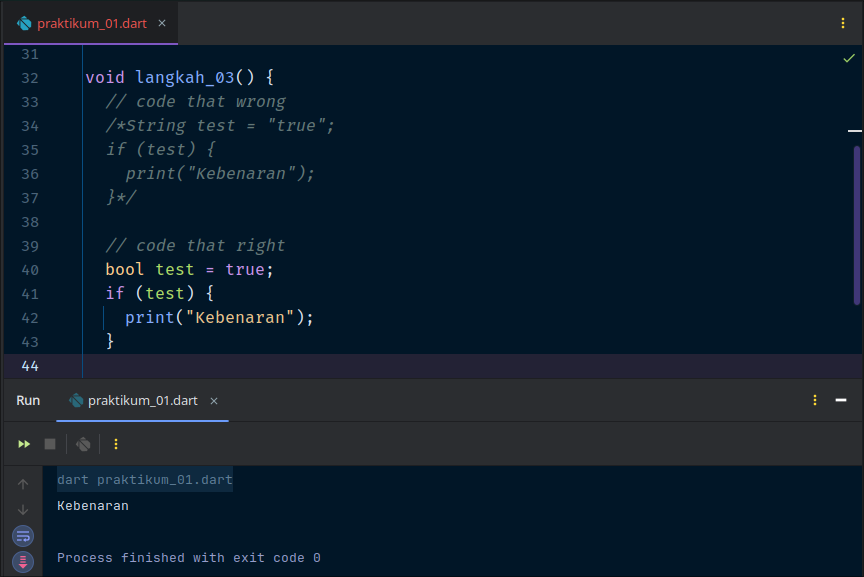 praktikum_01.dart ×
31
32 void langkah_03() {
33 // code that wrong
34 /*String test = "true";
35 if (test) {
36 print("Kebenaran");
37 }*/
38
39 // code that right
40 bool test = true;
41 if (test) {
42 print("Kebenaran");
43 }
44
Run praktikum_01.dart ×
dart praktikum_01.dart
Kebenaran
Process finished with exit code 0